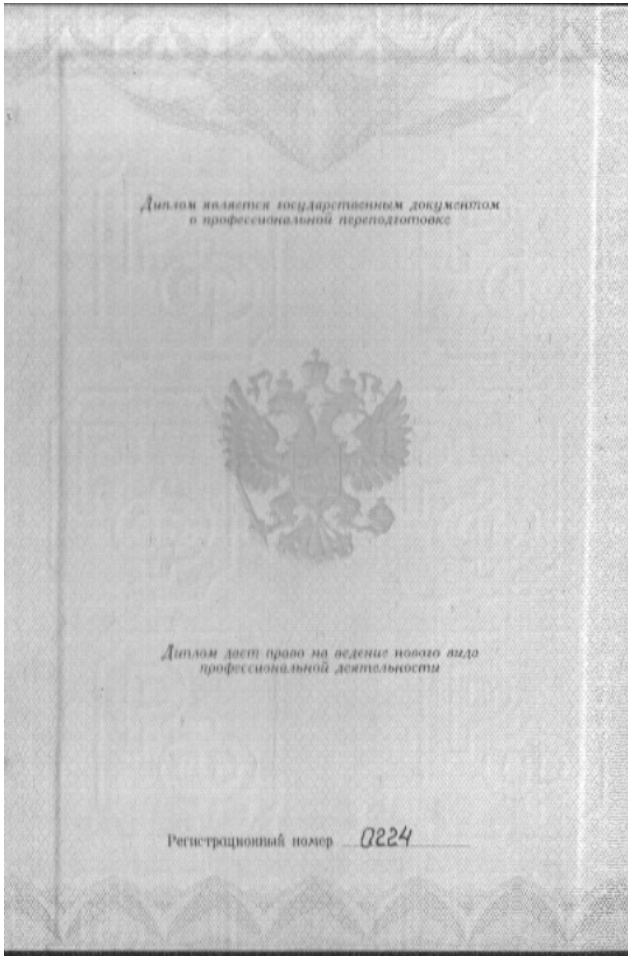 Диплом является государственным документом
о профессиональной переподготовке
Диплом дает право на ведение нового вида
профессиональной деятельности
Регистрационный номер 0224